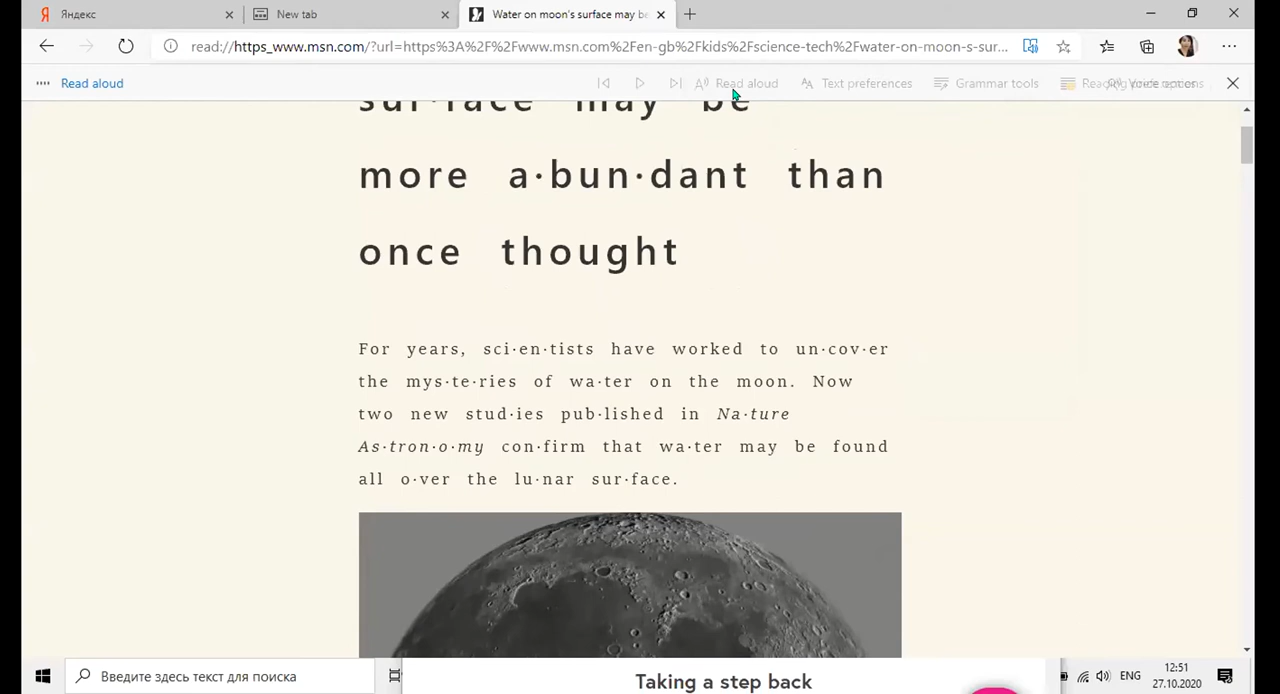 Яндекс
New tab
Water on moon's surface may be
read://https_www.msn.com/?url=https%3A%2F%2Fwww.msn.com%2Fen-gb%2Fkids%2Fscience-tech%2Fwater-on-moon-s-sur...
Read aloud
Read aloud
Text preferences
Grammar tools
Voice options
sur·face may be
more a·bun·dant than
once thought
For years, sci·en·tists have worked to un·cov·er
the mys·te·ries of wa·ter on the moon. Now
two new stud·ies pub·lished in Na·ture
As·tron·o·my con·firm that wa·ter may be found
all o·ver the lu·nar sur·face.
Введите здесь текст для поиска
Taking a step back
ENG
12:51
27.10.2020